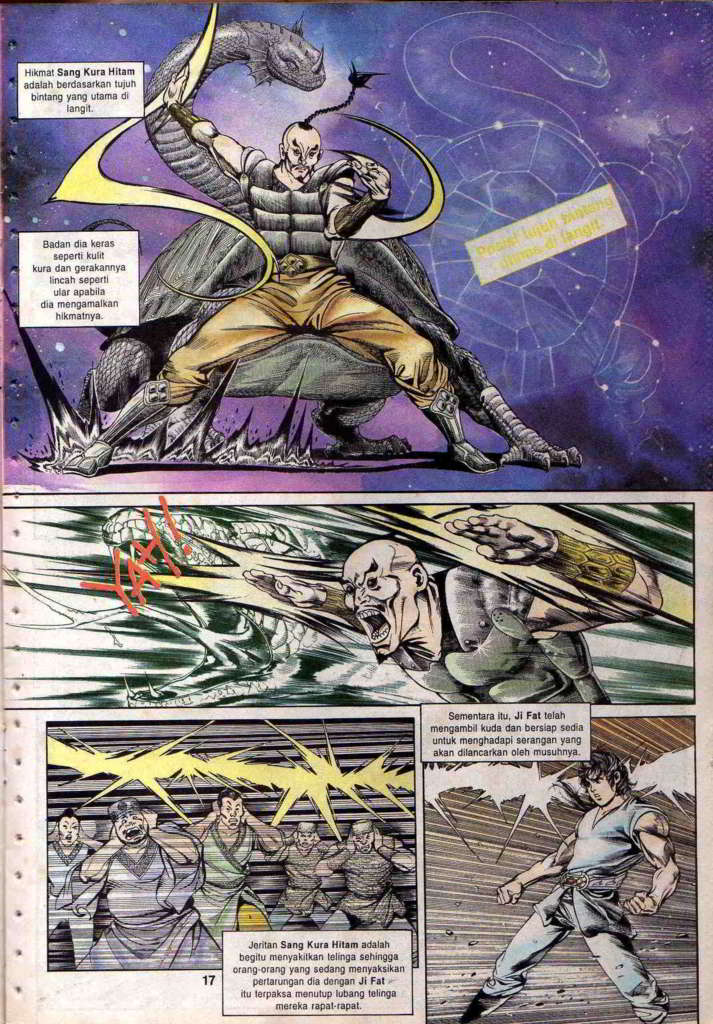 Hikmat Sang Kura Hitam
adalah berdasarkan tujuh
bintang yang utama di
langit.
Posisi tujuh bintang
utama di langit.
Badan dia keras
seperti kulit
kura dan gerakannya
lincah seperti
ular apabila
dia mengamalkan
hikmatnya.
YAH!
Sementara itu, Ji Fat telah
mengambil kuda dan bersiap sedia
untuk menghadapi serangan yang
akan dilancarkan oleh musuhnya.
Jeritan Sang Kura Hitam adalah
begitu menyakitkan telinga sehingga
orang-orang yang sedang menyaksikan
pertarungan dia dengan Ji Fat
itu terpaksa menutup lubang telinga
mereka rapat-rapat.
17